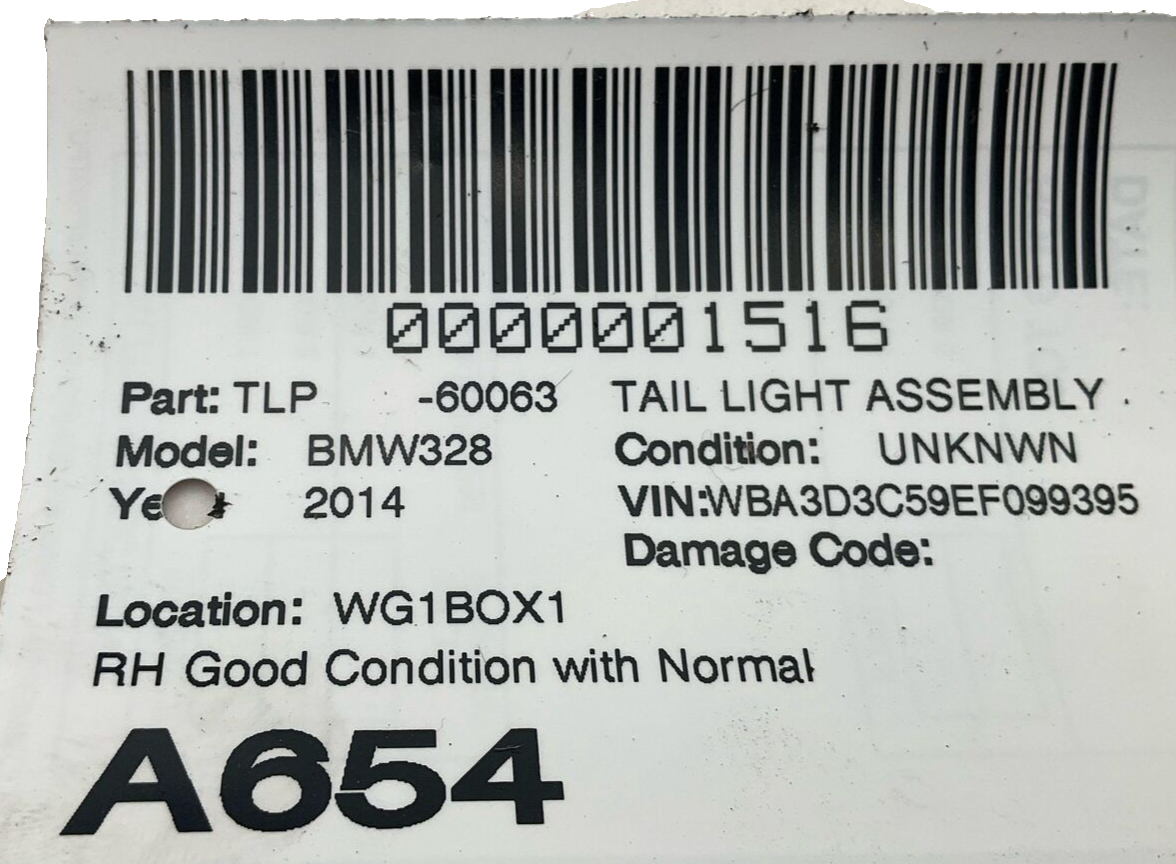 0000001516
Part: TLP -60063 TAIL LIGHT ASSEMBLY .
Model: BMW328 Condition: UNKNWN
2014 VIN:WBA3D3C59EF099395
Damage Code:
Location: WG1BOX1
RH Good Condition with Normal
A654